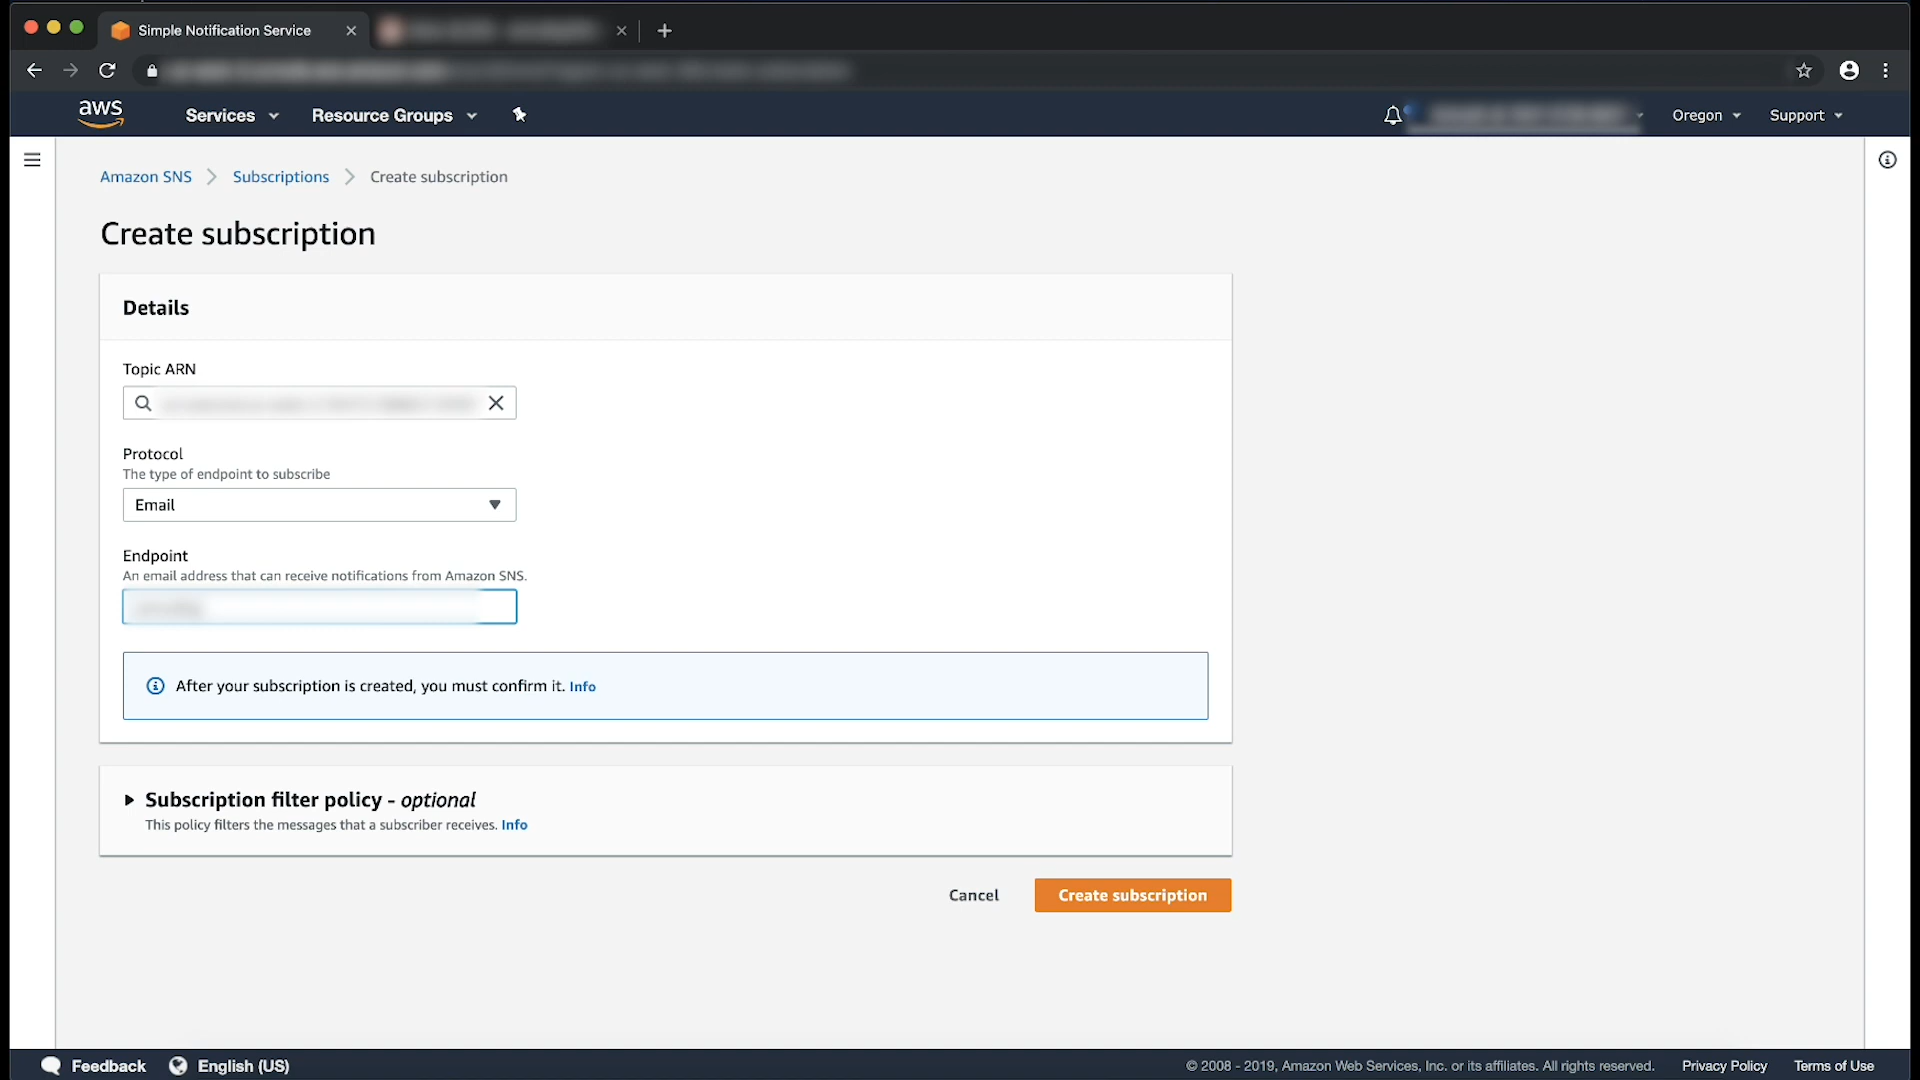 Simple Notification Service
aws
Services
Resource Groups
Oregon
Support
Amazon SNS
Subscriptions
Create subscription
Create subscription
Details
Topic ARN
Protocol
The type of endpoint to subscribe
Email
Endpoint
An email address that can receive notifications from Amazon SNS.
After your subscription is created, you must confirm it. Info
Subscription filter policy - optional
This policy filters the messages that a subscriber receives. Info
Cancel
Create subscription
Feedback
English (US)
© 2008 - 2019, Amazon Web Services, Inc. or its affiliates. All rights reserved.
Privacy Policy
Terms of Use